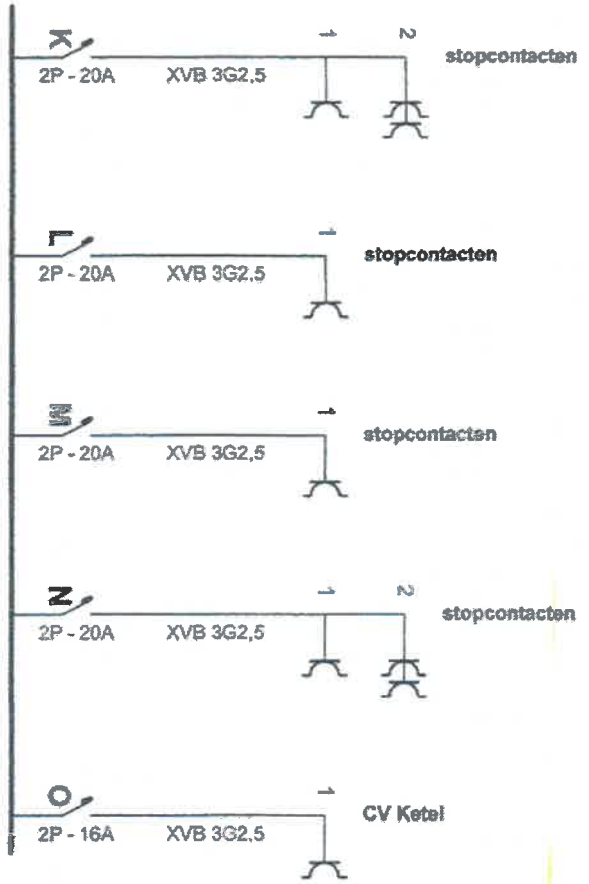 K 1 2 stopcontacten
2P - 20A XVB 3G2,5
L 1 stopcontacten
2P - 20A XVB 3G2,5
M 1 stopcontacten
2P - 20A XVB 3G2,5
N 1 2 stopcontacten
2P - 20A XVB 3G2,5
O 1 CV Ketel
2P - 16A XVB 3G2,5